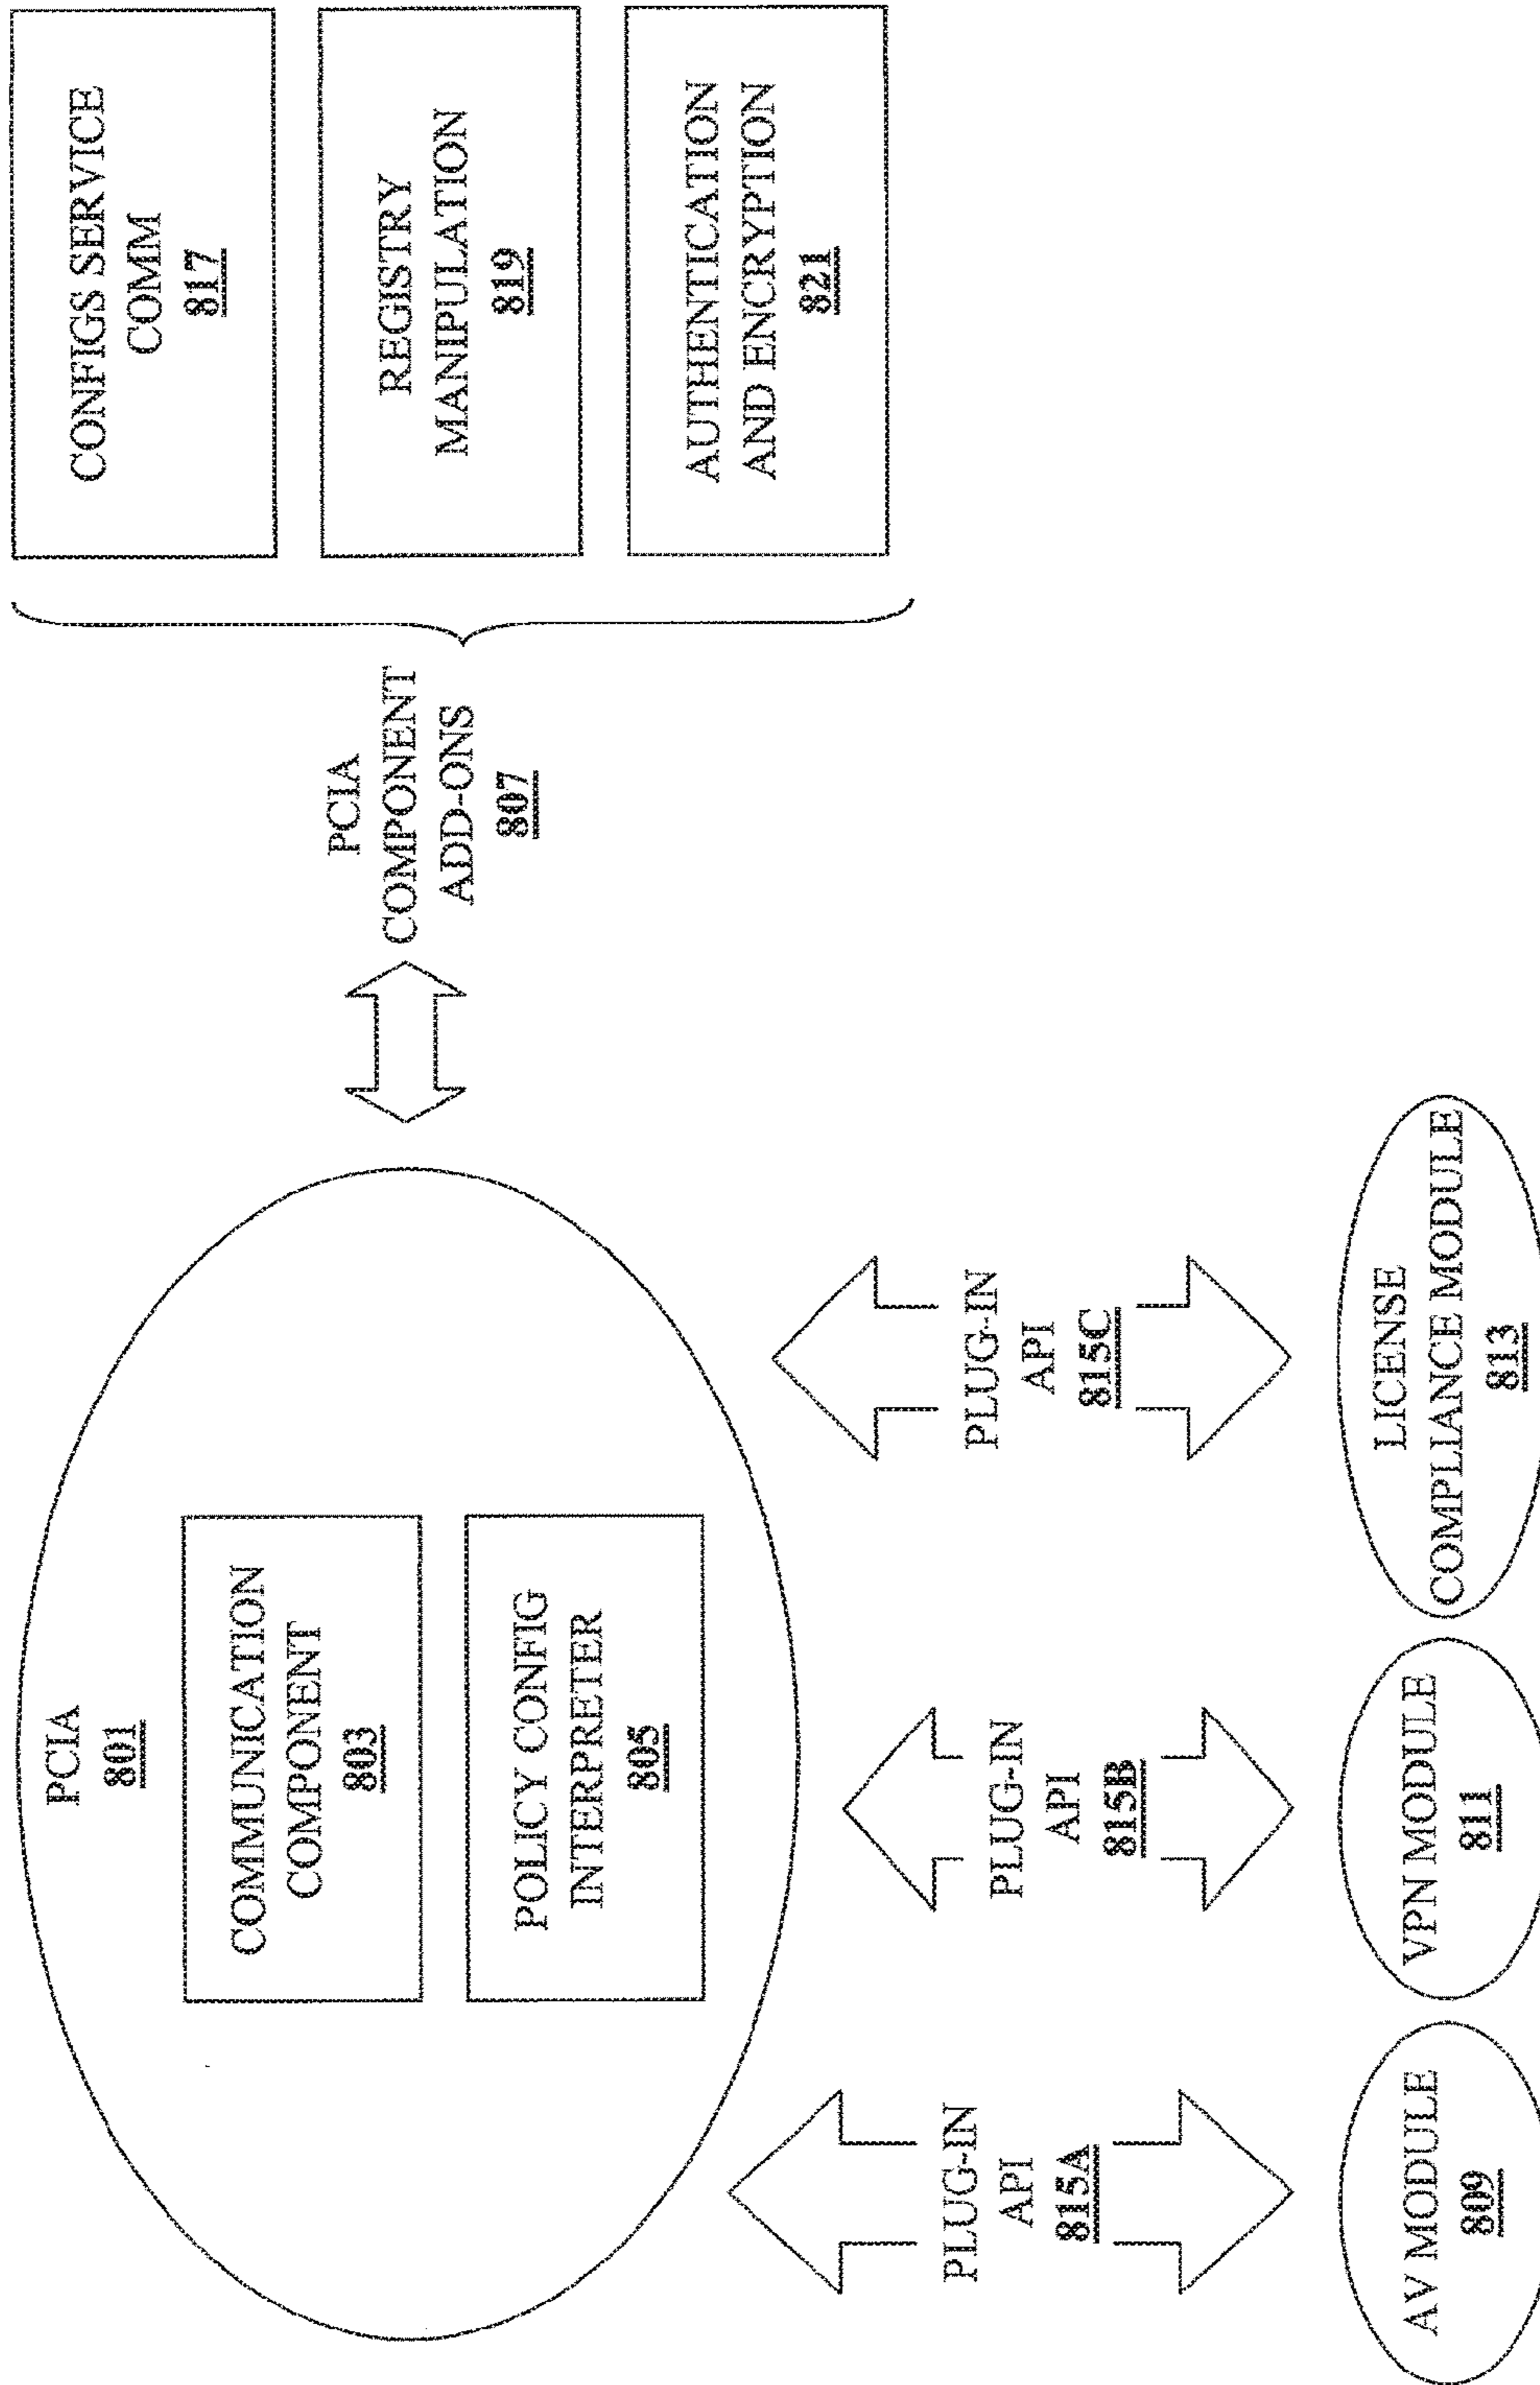 PCIA
801
COMMUNICATION
COMPONENT
803
POLICY CONFIG
INTERPRETER
805
PCIA
COMPONENT
ADD-ONS
807
CONFIGS SERVICE
COMM
817
REGISTRY
MANIPULATION
819
AUTHENTICATION
AND ENCRYPTION
821
PLUG-IN
API
815A
PLUG-IN
API
815B
PLUG-IN
API
815C
AV MODULE
809
VPN MODULE
811
LICENSE
COMPLIANCE MODULE
813